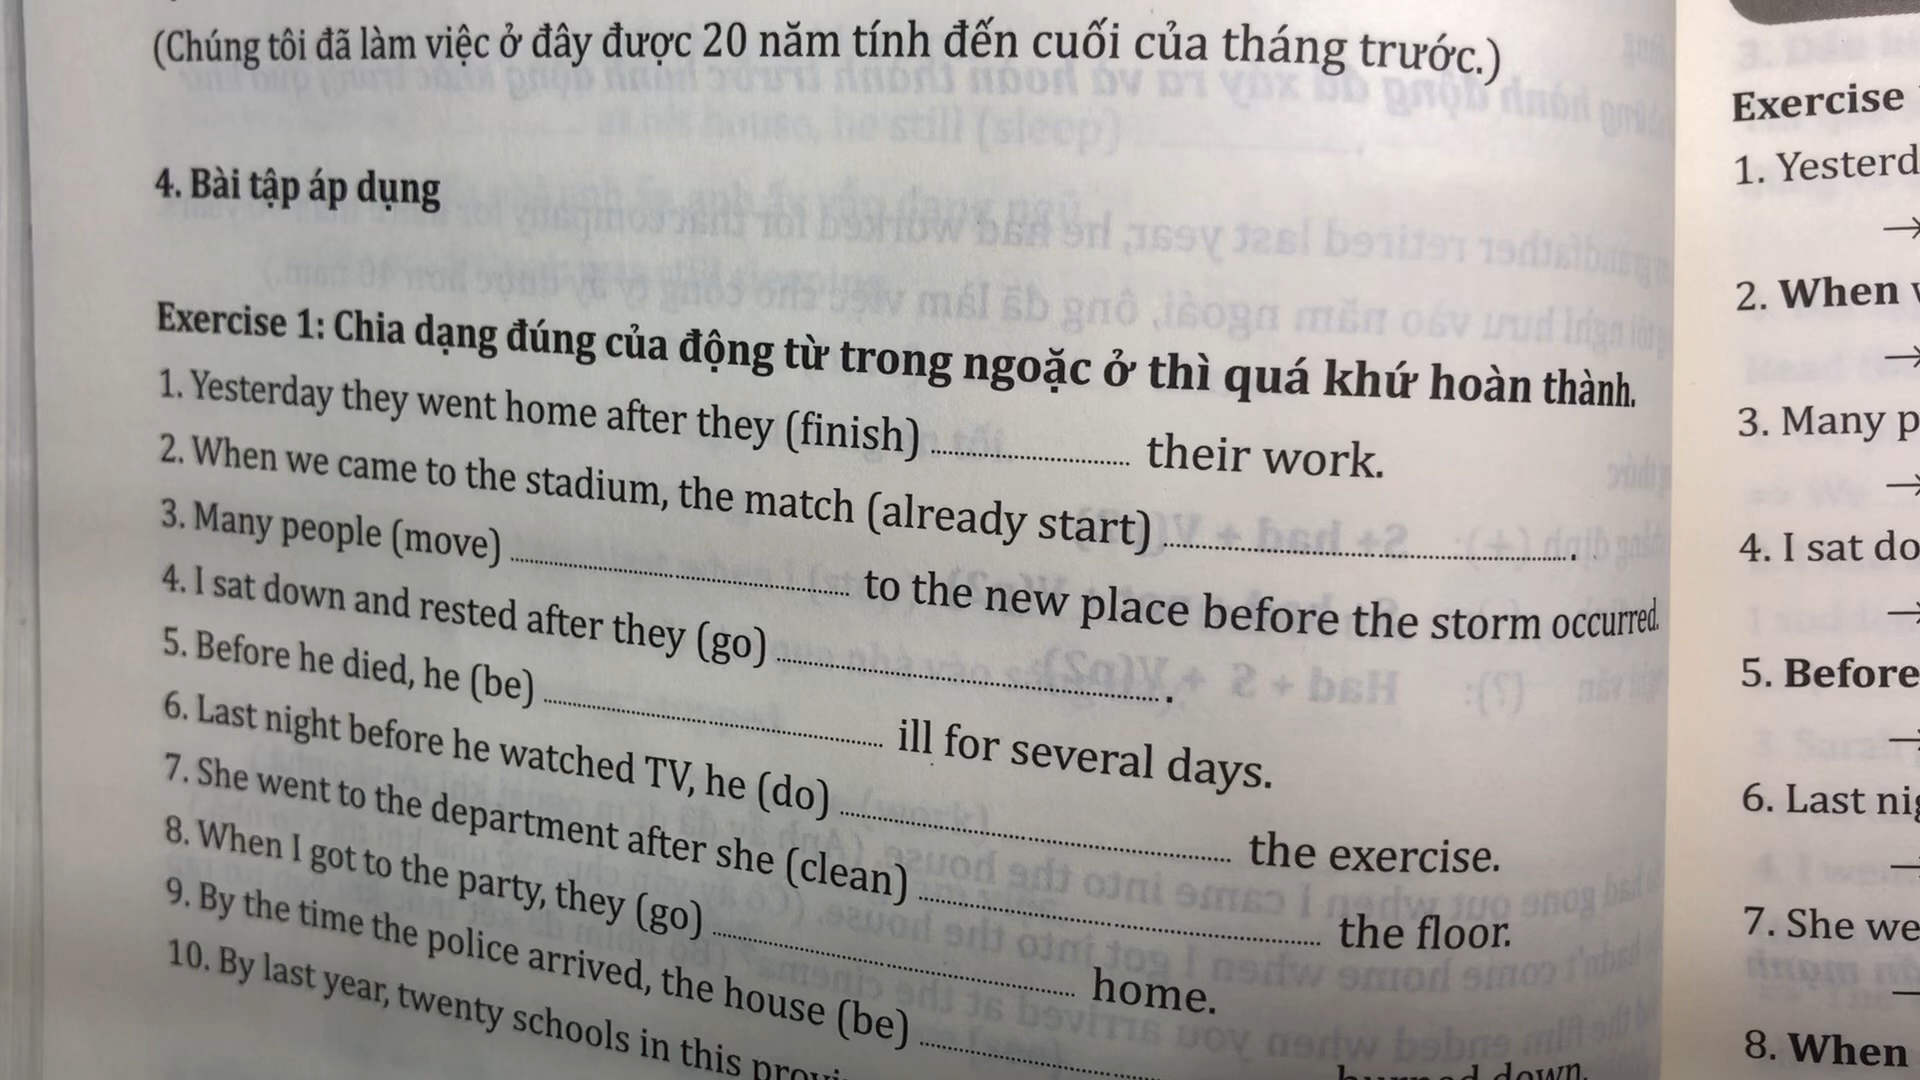 (Chúng tôi đã làm việc ở đây được 20 năm tính đến cuối của tháng trước.)
4. Bài tập áp dụng
Exercise 1: Chia dạng đúng của động từ trong ngoặc ở thì quá khứ hoàn thành.
1. Yesterday they went home after they (finish) .................... their work.
2. When we came to the stadium, the match (already start) .................... .
3. Many people (move) .................... to the new place before the storm occurred.
4. I sat down and rested after they (go) .................... .
5. Before he died, he (be) .................... ill for several days.
6. Last night before he watched TV, he (do) .................... the exercise.
7. She went to the department after she (clean) .................... the floor.
8. When I got to the party, they (go) .................... home.
9. By the time the police arrived, the house (be) .................... burned down.
10. By last year, twenty schools in this
Exercise
1. Yesterd
→
2. When
→
3. Many p
→
4. I sat do
→
5. Before
→
6. Last nig
→
7. She we
→
8. When